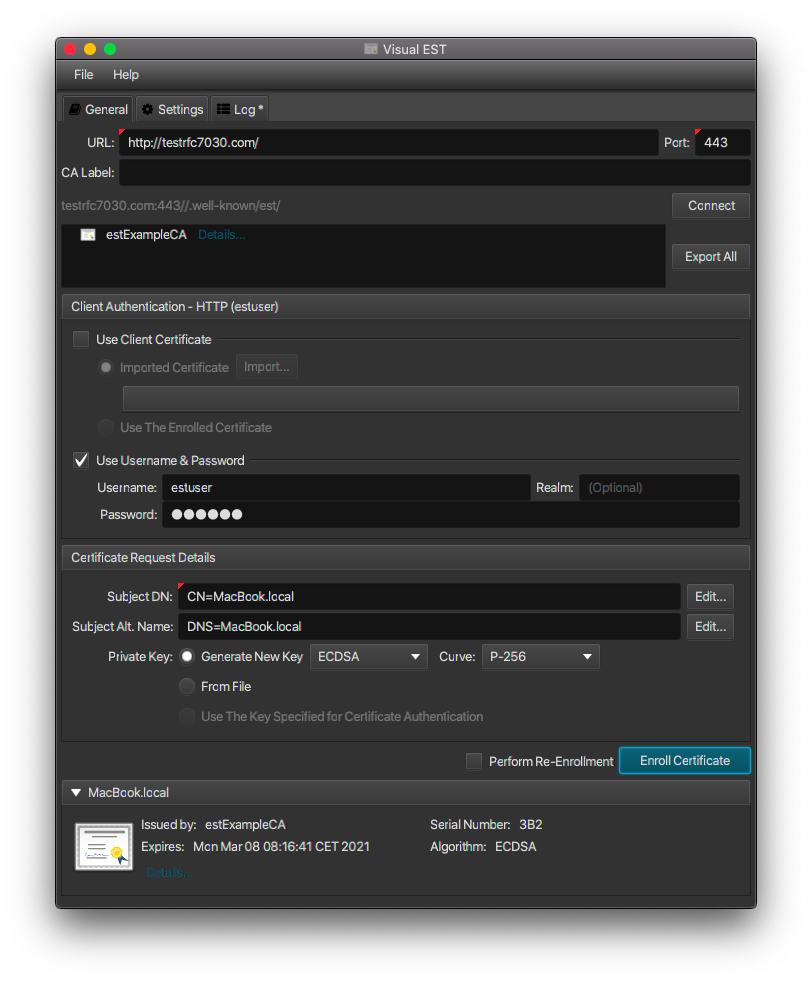 Visual EST
File Help
General Settings Log *
URL: http://testrfc7030.com/ Port: 443
CA Label:
testrfc7030.com:443//.well-known/est/ Connect
estExampleCA Details...
Export All
Client Authentication - HTTP (estuser)
Use Client Certificate
Imported Certificate Import...
Use The Enrolled Certificate
Use Username & Password
Username: estuser Realm: (Optional)
Password: ●●●●●●
Certificate Request Details
Subject DN: CN=MacBook.local Edit...
Subject Alt. Name: DNS=MacBook.local Edit...
Private Key: Generate New Key ECDSA Curve: P-256
From File
Use The Key Specified for Certificate Authentication
Perform Re-Enrollment Enroll Certificate
MacBook.local
Issued by: estExampleCA Serial Number: 3B2
Expires: Mon Mar 08 08:16:41 CET 2021 Algorithm: ECDSA
Details...